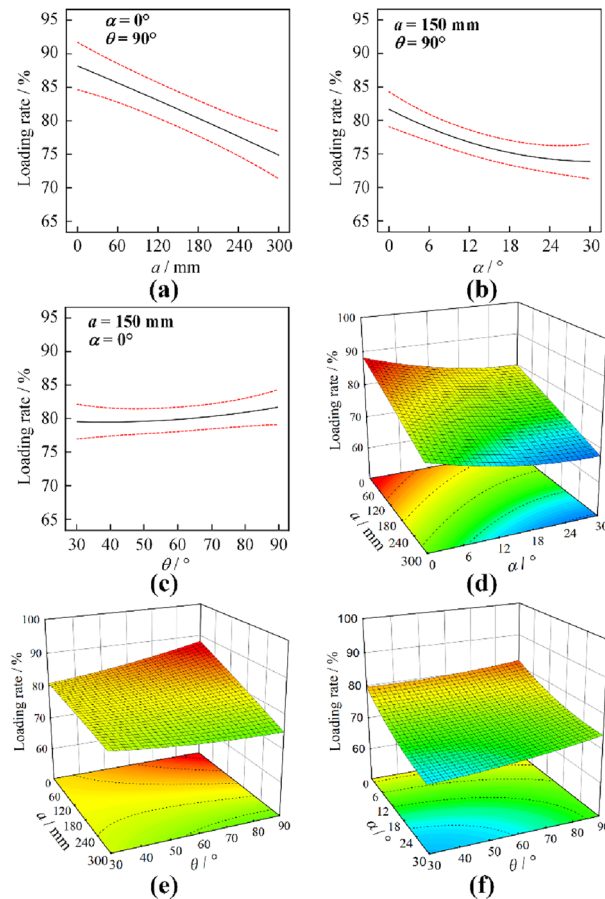 α = 0°
θ = 90°
Loading rate / %
95
90
85
80
75
70
65
0 60 120 180 240 300
a / mm
(a)
a = 150 mm
θ = 90°
Loading rate / %
95
90
85
80
75
70
65
0 6 12 18 24 30
α / °
(b)
a = 150 mm
α = 0°
Loading rate / %
95
90
85
80
75
70
65
30 40 50 60 70 80 90
θ / °
(c)
Loading rate / %
100
90
80
70
60
0
60
120
180
240
300
a / mm
0 6 12 18 24 30
α / °
(d)
Loading rate / %
100
90
80
70
60
0
60
120
180
240
300
a / mm
30 40 50 60 70 80 90
θ / °
(e)
Loading rate / %
100
90
80
70
60
0
6
12
18
24
30
α / °
30 40 50 60 70 80 90
θ / °
(f)